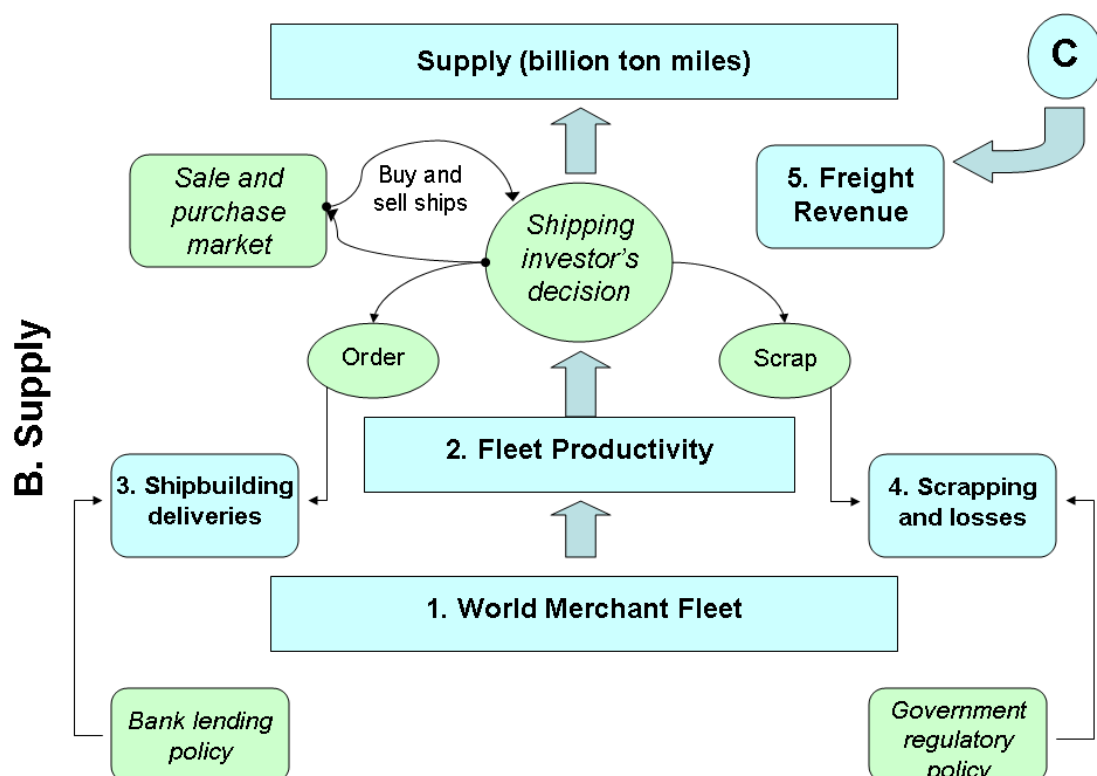 Supply (billion ton miles)
C
Sale and
purchase
market
Buy and
sell ships
Shipping
investor's
decision
5. Freight
Revenue
Order
Scrap
B. Supply
2. Fleet Productivity
3. Shipbuilding
deliveries
4. Scrapping
and losses
1. World Merchant Fleet
Bank lending
policy
Government
regulatory
policy